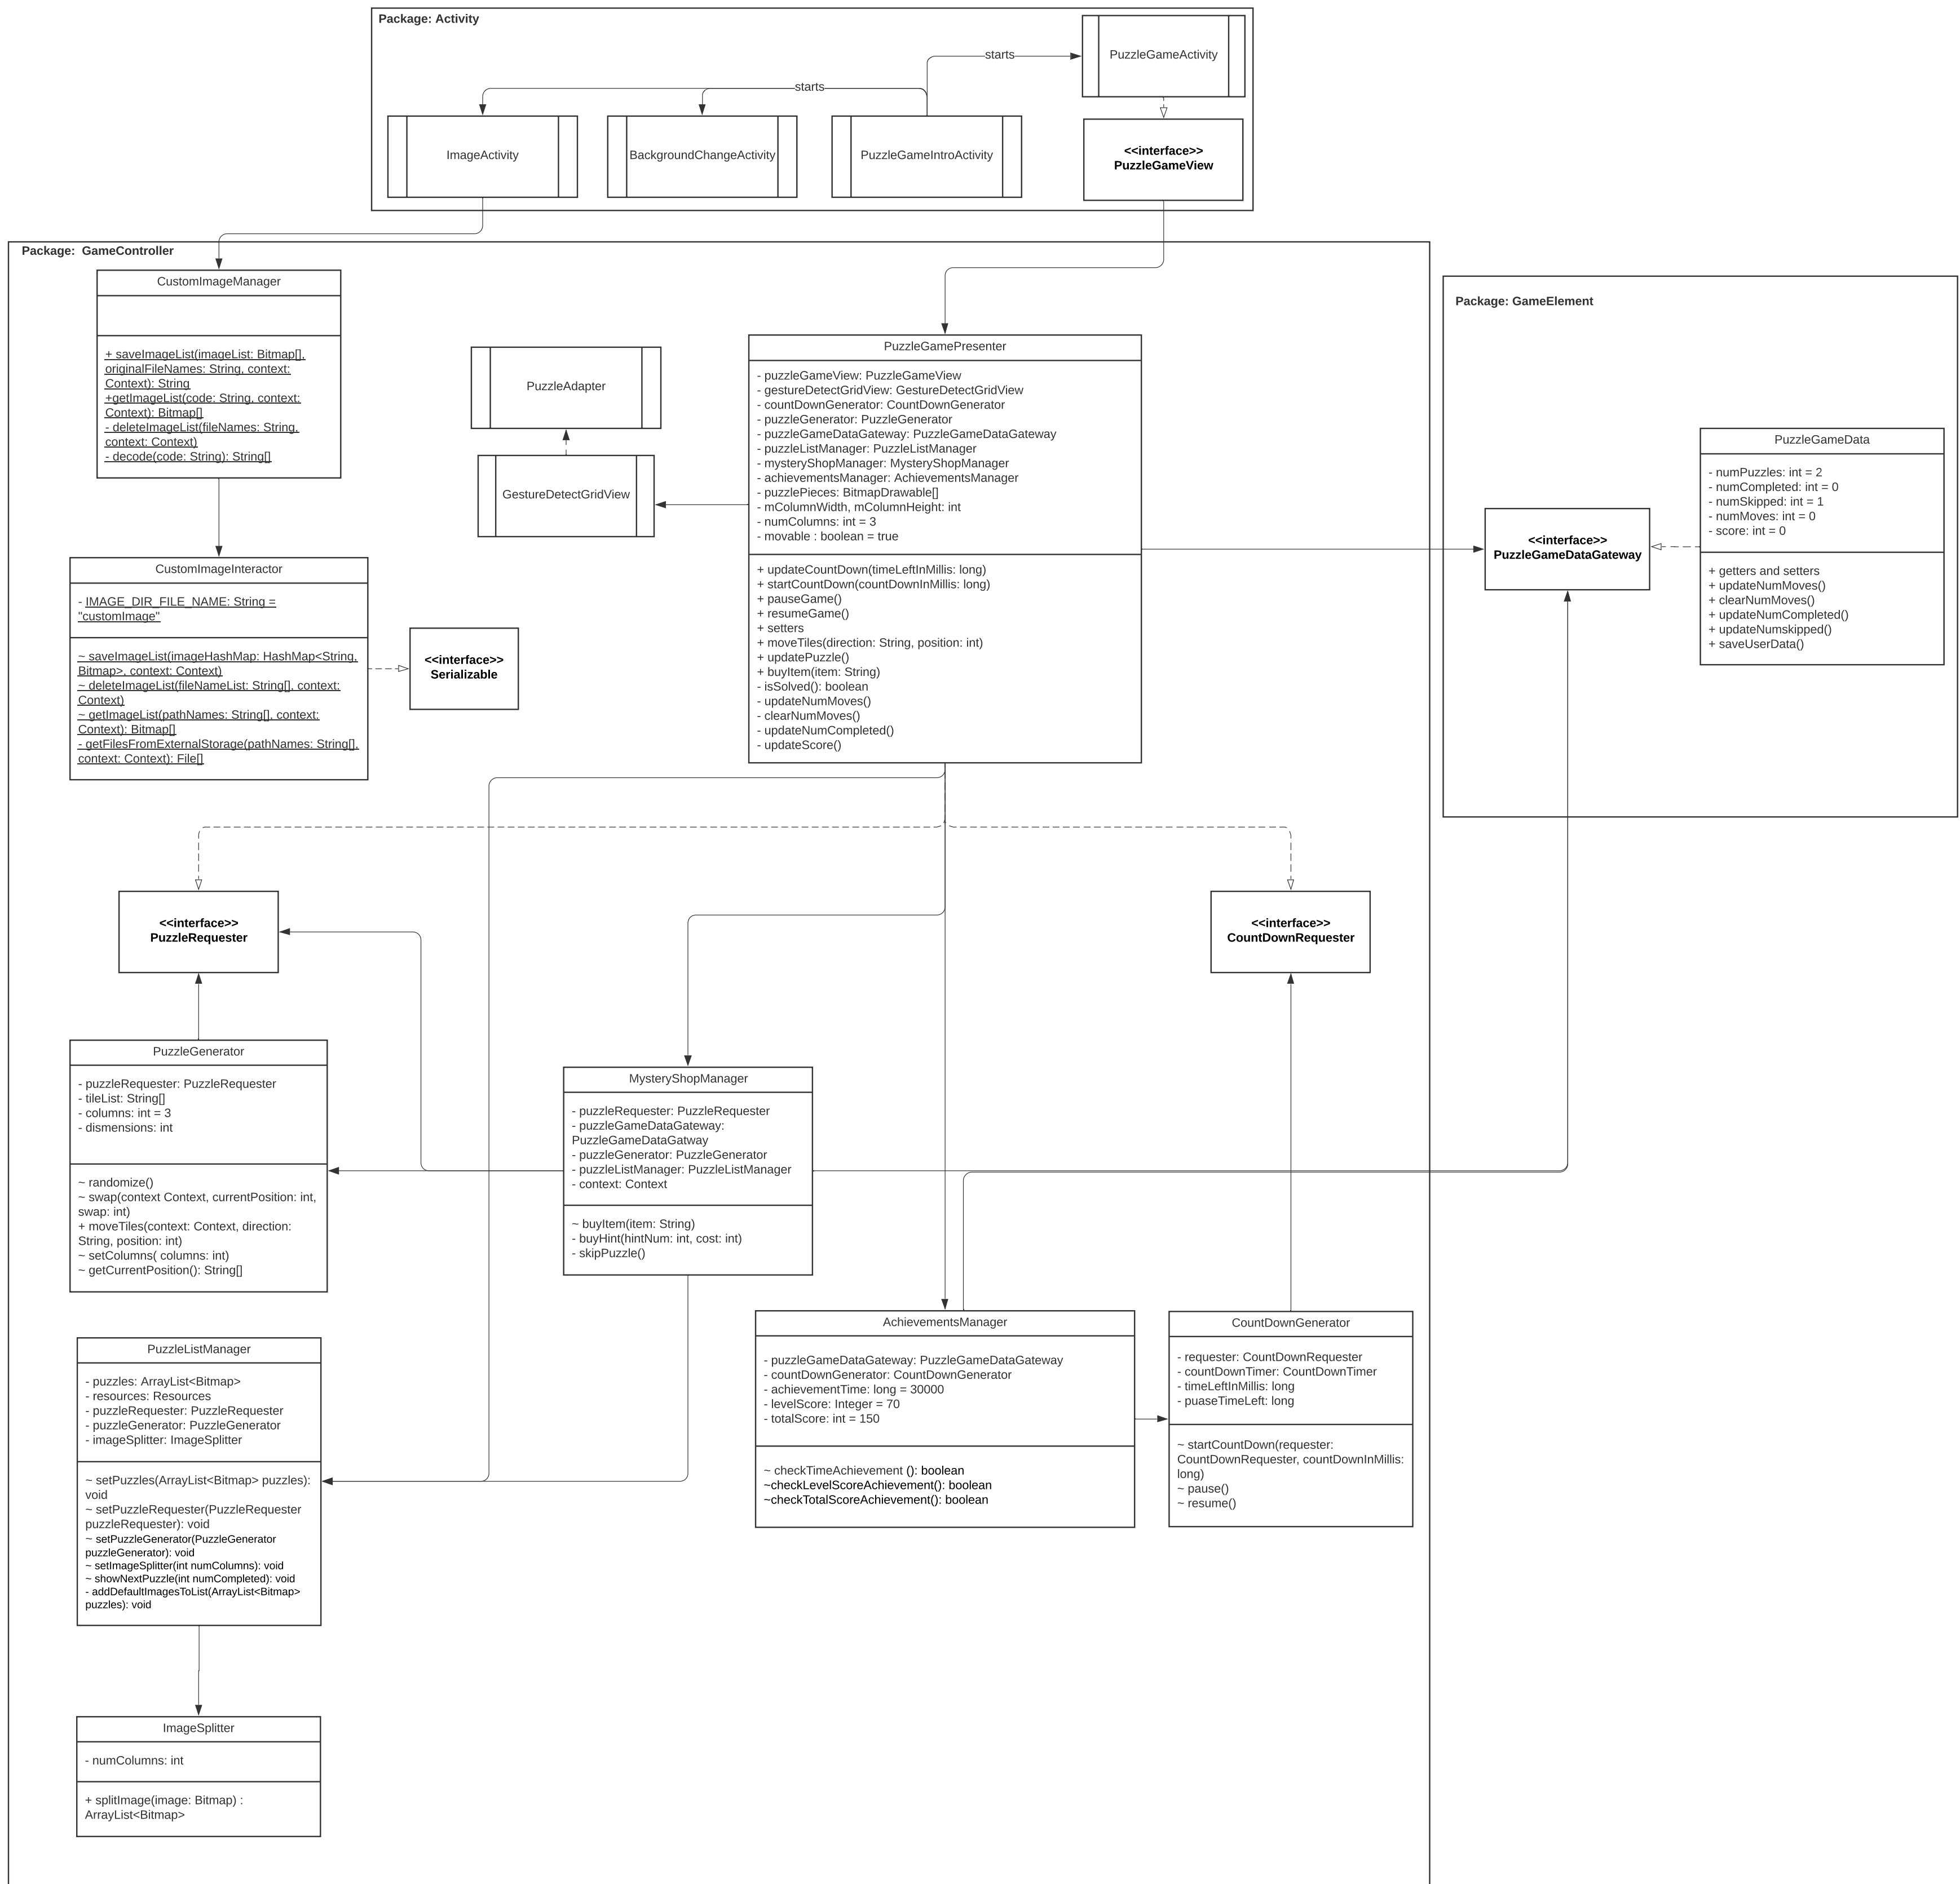 Package: Activity
starts
PuzzleGameActivity
starts
ImageActivity
BackgroundChangeActivity
PuzzleGameIntroActivity
<<interface>>
PuzzleGameView
Package:  GameController
CustomImageManager
+ saveImageList(imageList: Bitmap[],
originalFileNames: String, context:
Context): String
+getImageList(code: String, context:
Context): Bitmap[]
- deleteImageList(fileNames: String,
context: Context)
- decode(code: String): String[]
PuzzleAdapter
GestureDetectGridView
PuzzleGamePresenter
- puzzleGameView: PuzzleGameView
- gestureDetectGridView: GestureDetectGridView
- countDownGenerator: CountDownGenerator
- puzzleGenerator: PuzzleGenerator
- puzzleGameDataGateway: PuzzleGameDataGateway
- puzzleListManager: PuzzleListManager
- mysteryShopManager: MysteryShopManager
- achievementsManager: AchievementsManager
- puzzlePieces: BitmapDrawable[]
- mColumnWidth, mColumnHeight: int
- numColumns: int = 3
- movable : boolean = true
+ updateCountDown(timeLeftInMillis: long)
+ startCountDown(countDownInMillis: long)
+ pauseGame()
+ resumeGame()
+ setters
+ moveTiles(direction: String, position: int)
+ updatePuzzle()
+ buyItem(item: String)
- isSolved(): boolean
- updateNumMoves()
- clearNumMoves()
- updateNumCompleted()
- updateScore()
Package: GameElement
<<interface>>
PuzzleGameDataGateway
PuzzleGameData
- numPuzzles: int = 2
- numCompleted: int = 0
- numSkipped: int = 1
- numMoves: int = 0
- score: int = 0
+ getters and setters
+ updateNumMoves()
+ clearNumMoves()
+ updateNumCompleted()
+ updateNumskipped()
+ saveUserData()
CustomImageInteractor
- IMAGE_DIR_FILE_NAME: String =
"customImage"
~ saveImageList(imageHashMap: HashMap<String,
Bitmap>, context: Context)
~ deleteImageList(fileNameList: String[], context:
Context)
~ getImageList(pathNames: String[], context:
Context): Bitmap[]
- getFilesFromExternalStorage(pathNames: String[],
context: Context): File[]
<<interface>>
Serializable
<<interface>>
PuzzleRequester
<<interface>>
CountDownRequester
PuzzleGenerator
- puzzleRequester: PuzzleRequester
- tileList: String[]
- columns: int = 3
- dismensions: int
~ randomize()
~ swap(context Context, currentPosition: int,
swap: int)
+ moveTiles(context: Context, direction:
String, position: int)
~ setColumns( columns: int)
~ getCurrentPosition(): String[]
MysteryShopManager
- puzzleRequester: PuzzleRequester
- puzzleGameDataGateway:
PuzzleGameDataGatway
- puzzleGenerator: PuzzleGenerator
- puzzleListManager: PuzzleListManager
- context: Context
~ buyItem(item: String)
- buyHint(hintNum: int, cost: int)
- skipPuzzle()
AchievementsManager
- puzzleGameDataGateway: PuzzleGameDataGateway
- countDownGenerator: CountDownGenerator
- achievementTime: long = 30000
- levelScore: Integer = 70
- totalScore: int = 150
~ checkTimeAchievement (): boolean
~checkLevelScoreAchievement(): boolean
~checkTotalScoreAchievement(): boolean
CountDownGenerator
- requester: CountDownRequester
- countDownTimer: CountDownTimer
- timeLeftInMillis: long
- puaseTimeLeft: long
~ startCountDown(requester:
CountDownRequester, countDownInMillis:
long)
~ pause()
~ resume()
PuzzleListManager
- puzzles: ArrayList<Bitmap>
- resources: Resources
- puzzleRequester: PuzzleRequester
- puzzleGenerator: PuzzleGenerator
- imageSplitter: ImageSplitter
~ setPuzzles(ArrayList<Bitmap> puzzles):
void
~ setPuzzleRequester(PuzzleRequester
puzzleRequester): void
~ setPuzzleGenerator(PuzzleGenerator
puzzleGenerator): void
~ setImageSplitter(int numColumns): void
~ showNextPuzzle(int numCompleted): void
- addDefaultImagesToList(ArrayList<Bitmap>
puzzles): void
ImageSplitter
- numColumns: int
+ splitImage(image: Bitmap) :
ArrayList<Bitmap>